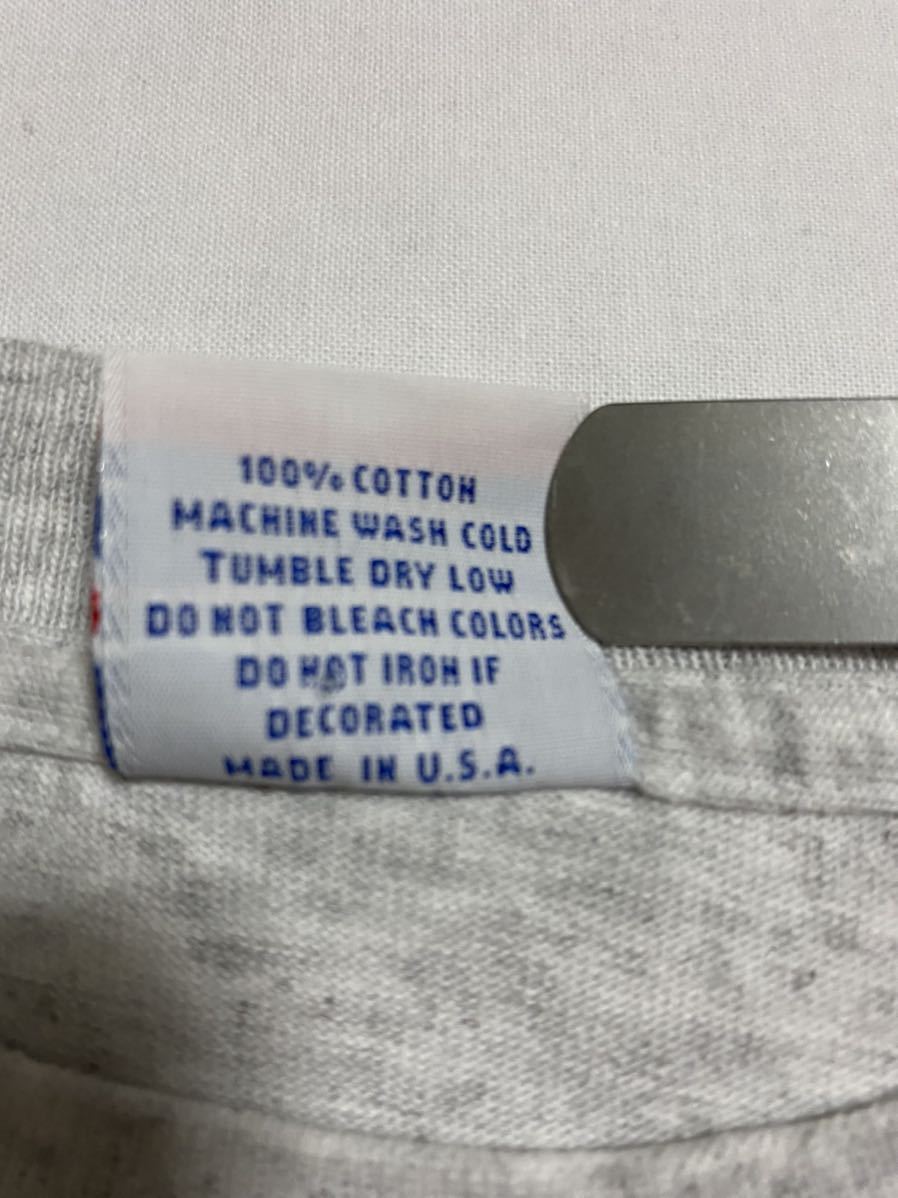 100% COTTON
MACHINE WASH COLD
TUMBLE DRY LOW
DO NOT BLEACH COLORS
DO NOT IRON IF
DECORATED
MADE IN U.S.A.